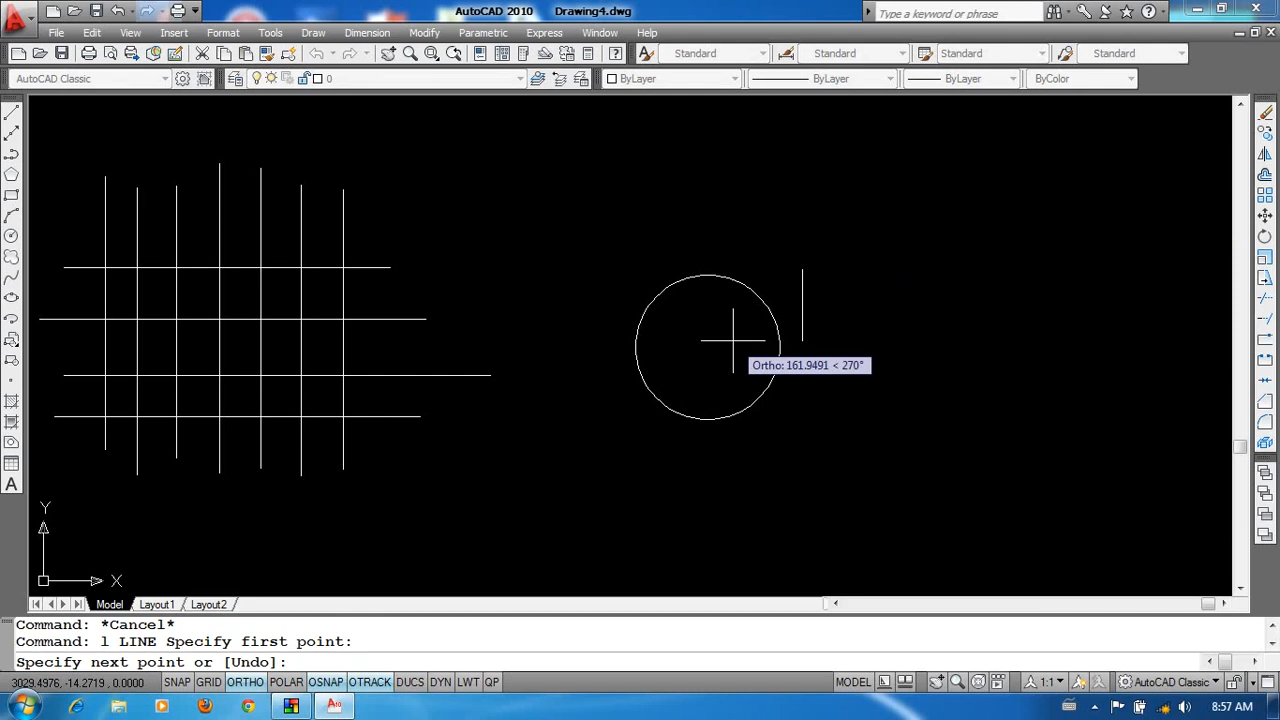 AutoCAD 2010 Drawing4.dwg
Type a keyword or phrase
File Edit View Insert Format Tools Draw Dimension Modify Parametric Express Window Help
Standard Standard Standard Standard
AutoCAD Classic 0 ByLayer ByLayer ByLayer ByColor
Ortho: 161.9491 < 270°
Y
X
A
Model Layout1 Layout2
Command: *Cancel*
Command: l LINE Specify first point:
Specify next point or [Undo]:
3029.4976, -14.2719, 0.0000 SNAP GRID ORTHO POLAR OSNAP OTRACK DUCS DYN LWT QP MODEL 1:1 AutoCAD Classic
8:57 AM